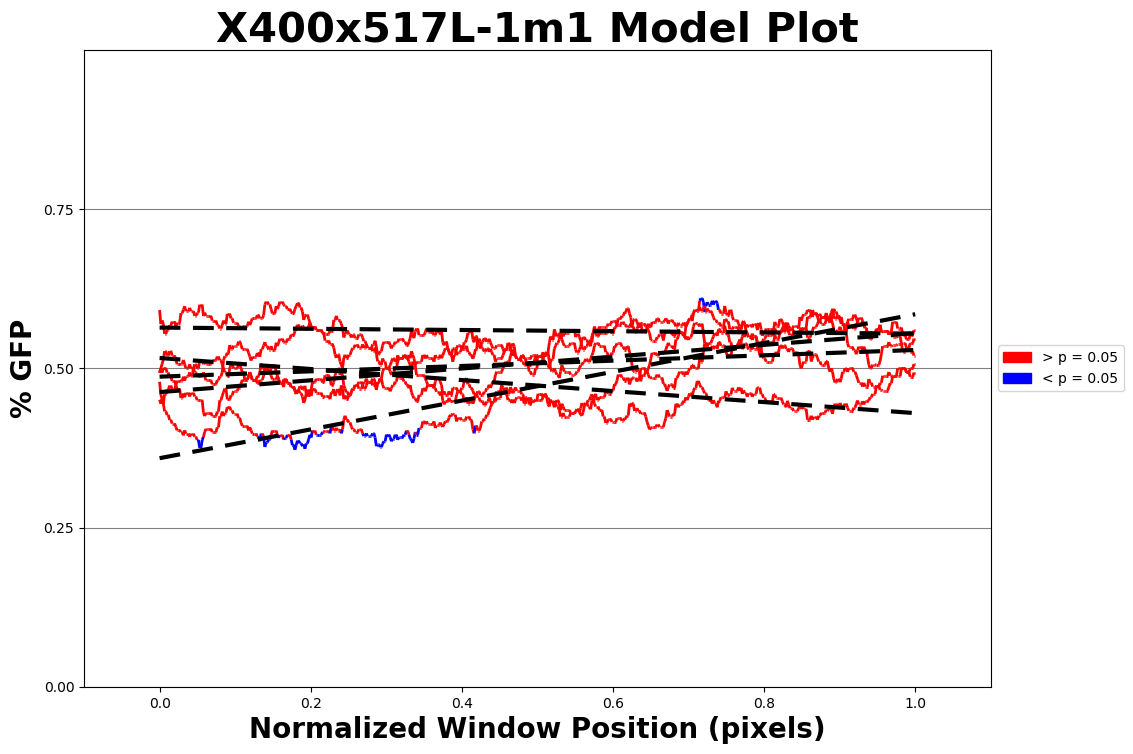 X400x517L-1m1 Model Plot
% GFP
0.75
0.50
0.25
0.00
0.0 0.2 0.4 0.6 0.8 1.0
Normalized Window Position (pixels)
> p = 0.05
< p = 0.05